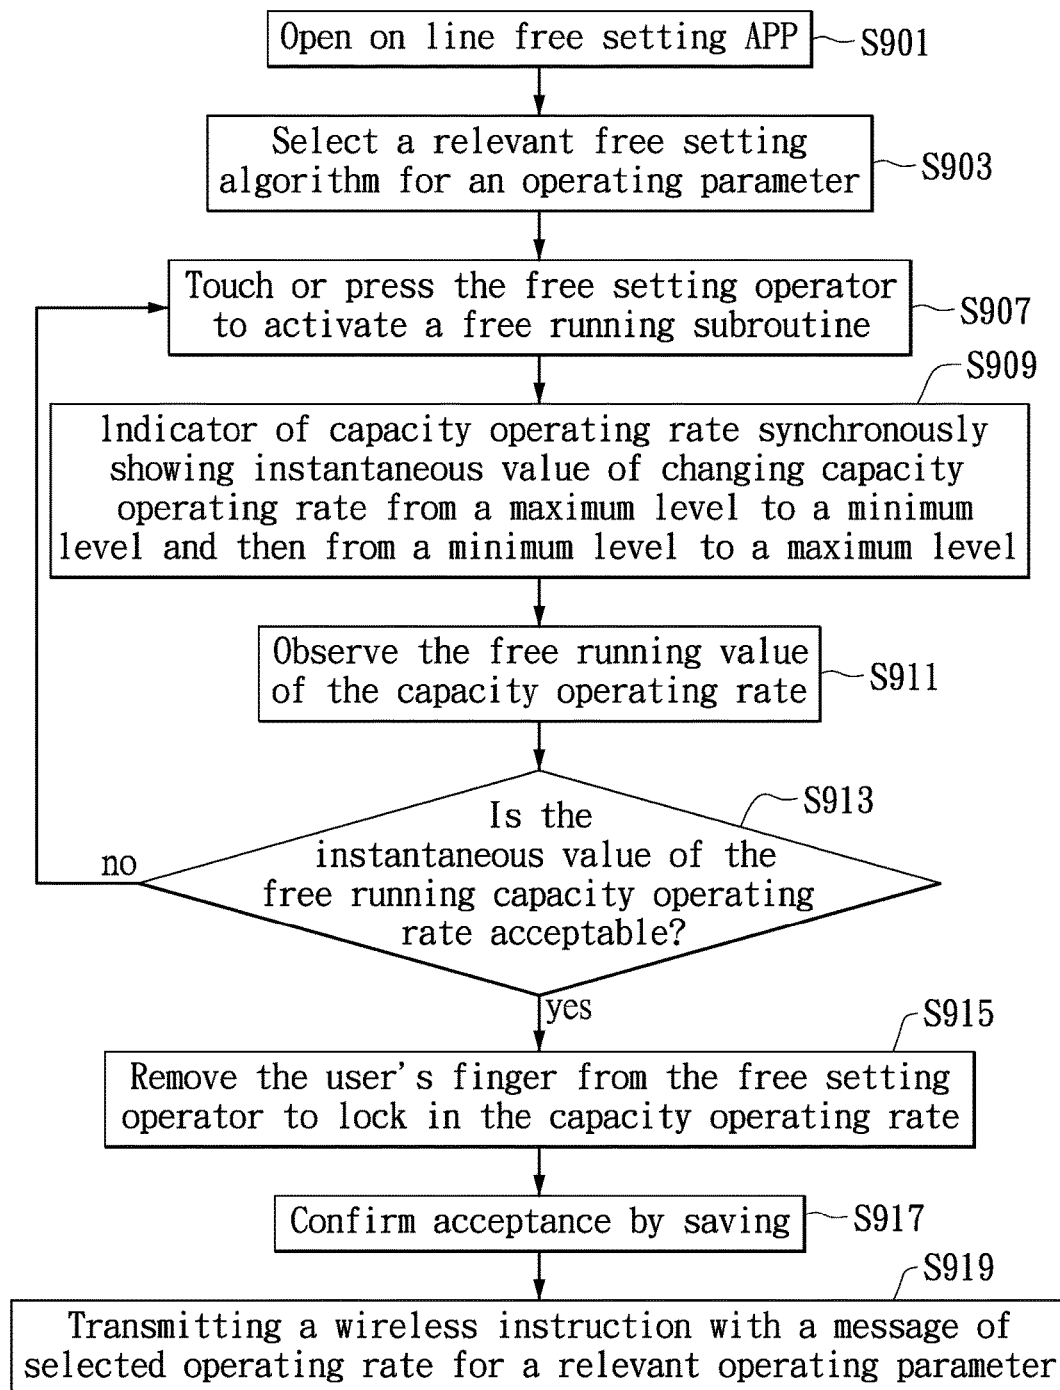 Open on line free setting APP
S901
Select a relevant free setting
algorithm for an operating parameter
S903
Touch or press the free setting operator
to activate a free running subroutine
S907
S909
lndicator of capacity operating rate synchronously
showing instantaneous value of changing capacity
operating rate from a maximum level to a minimum
level and then from a minimum level to a maximum level
Observe the free running value
of the capacity operating rate
S911
S913
Is the
instantaneous value of the
free running capacity operating
rate acceptable?
no
yes
S915
Remove the user's finger from the free setting
operator to lock in the capacity operating rate
Confirm acceptance by saving
S917
S919
Transmitting a wireless instruction with a message of
selected operating rate for a relevant operating parameter